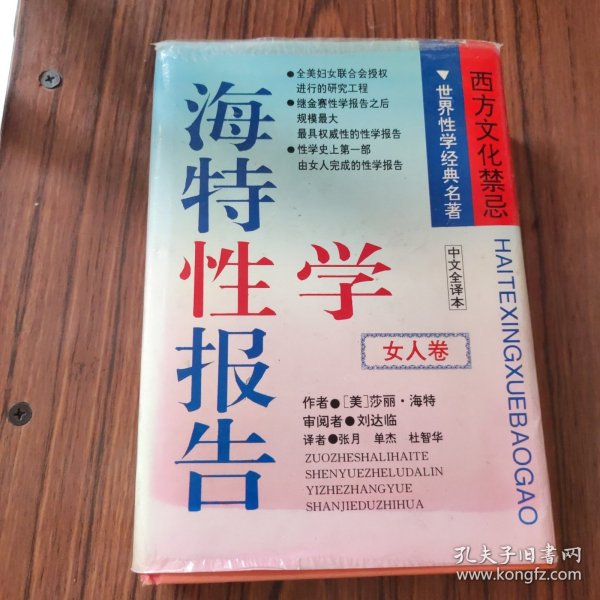 西方文化禁忌
▼世界性学经典名著
●全美妇女联合会授权
进行的研究工程
●继金赛性学报告之后
规模最大
最具权威性的性学报告
●性学史上第一部
由女人完成的性学报告
海特性学报告
中文全译本
HAITEXINGXUEBAOGAO
女人卷
作者●[美]莎丽·海特
审阅者●刘达临
译者●张月 单杰 杜智华
ZUOZHESHALIHAITE
SHENYUEZHELUDALIN
YIZHEZHANGYUE
SHANJIEDUZHIHUA
孔夫子旧书网
www.kongfz.com